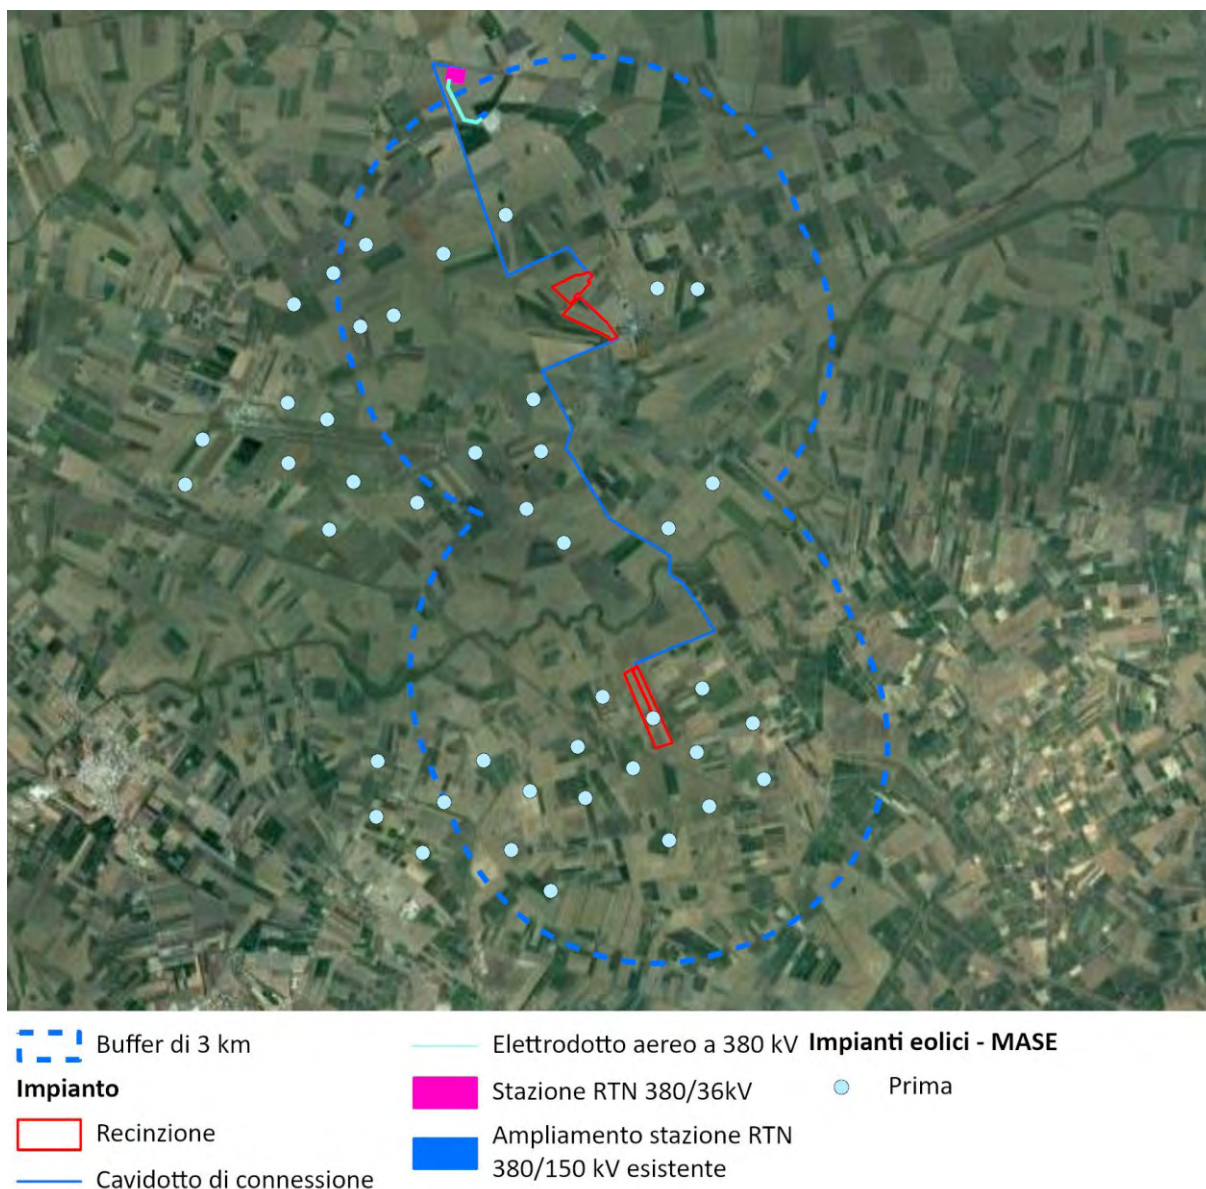 Buffer di 3 km
Impianto
Recinzione
Cavidotto di connessione
Elettrodotto aereo a 380 kV
Stazione RTN 380/36kV
Ampliamento stazione RTN
380/150 kV esistente
Impianti eolici - MASE
Prima